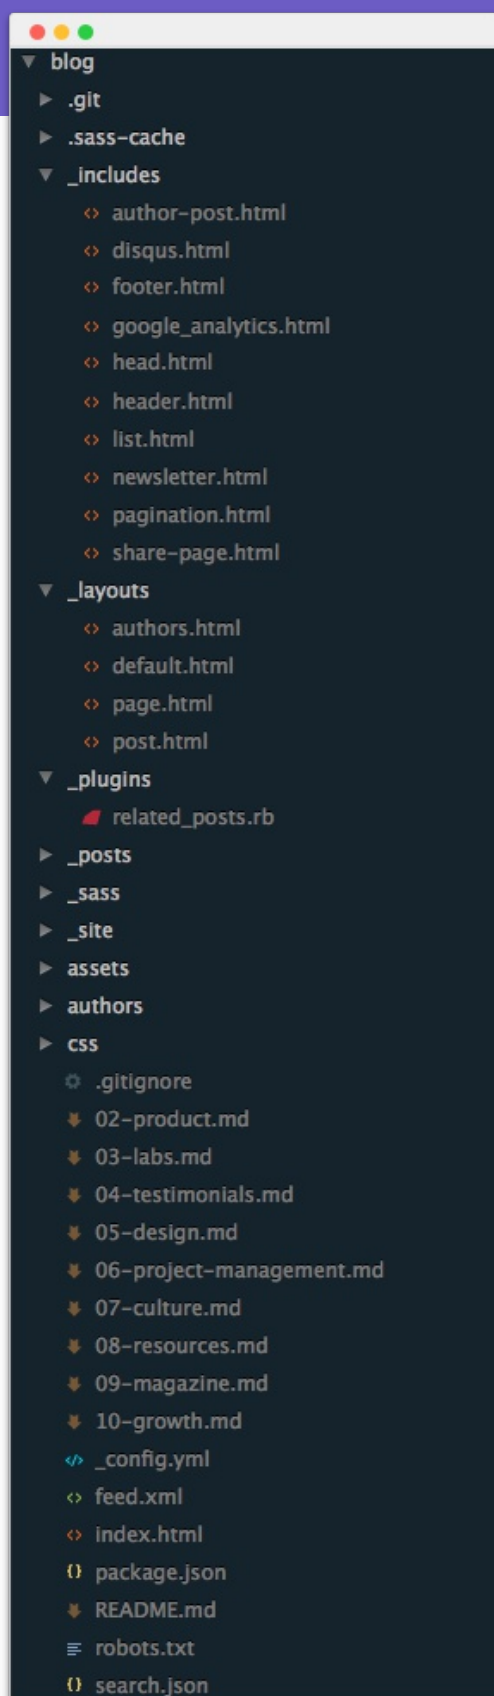 blog
.git
.sass-cache
_includes
author-post.html
disqus.html
footer.html
google_analytics.html
head.html
header.html
list.html
newsletter.html
pagination.html
share-page.html
_layouts
authors.html
default.html
page.html
post.html
_plugins
related_posts.rb
_posts
_sass
_site
assets
authors
css
.gitignore
02-product.md
03-labs.md
04-testimonials.md
05-design.md
06-project-management.md
07-culture.md
08-resources.md
09-magazine.md
10-growth.md
_config.yml
feed.xml
index.html
package.json
README.md
robots.txt
search.json